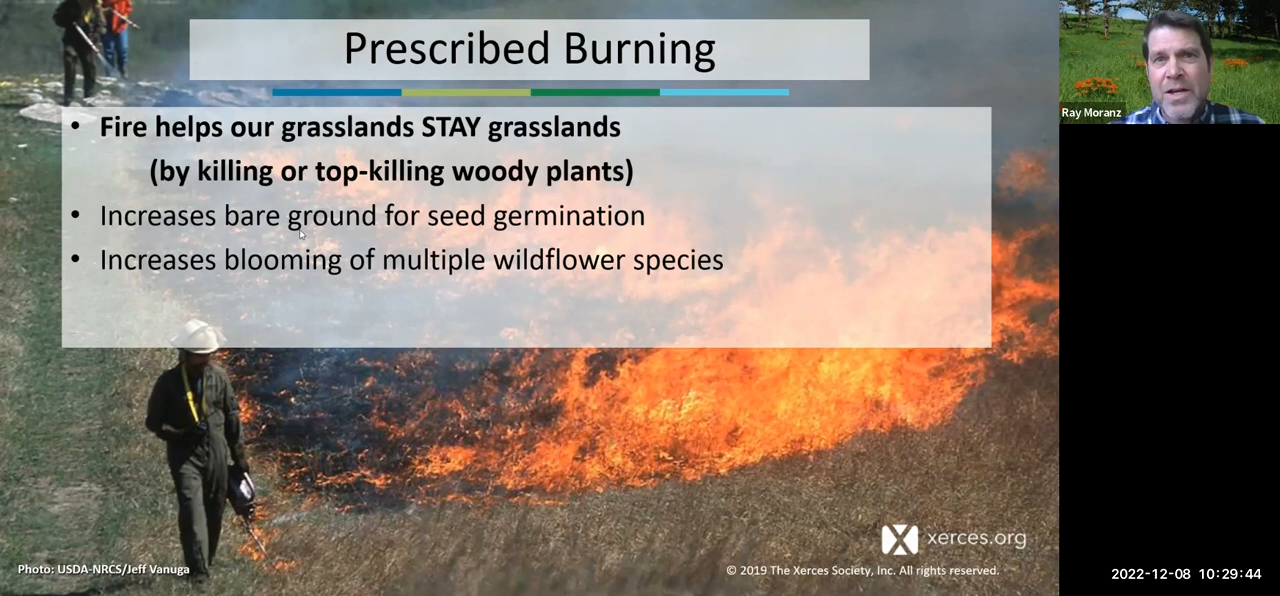 Prescribed Burning
• Fire helps our grasslands STAY grasslands
(by killing or top-killing woody plants)
• Increases bare ground for seed germination
• Increases blooming of multiple wildflower species
Ray Moranz
xerces.org
Photo: USDA-NRCS/Jeff Vanuga
© 2019 The Xerces Society, Inc. All rights reserved.
2022-12-08 10:29:44